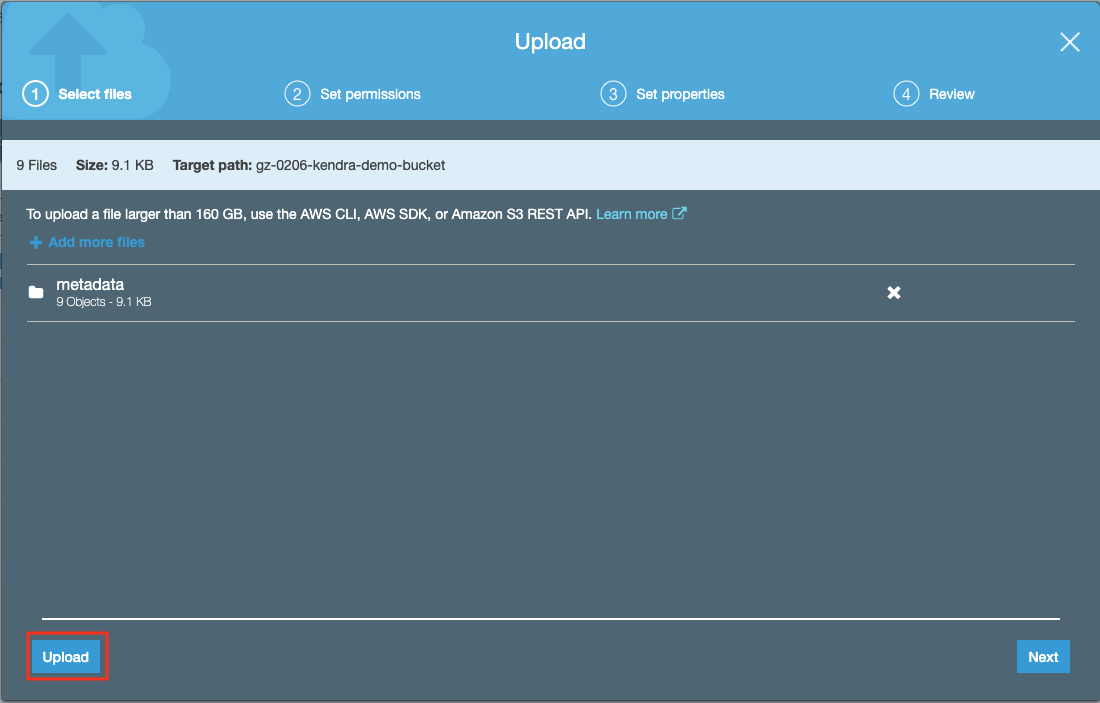 Upload
1 Select files
2 Set permissions
3 Set properties
4 Review
9 Files Size: 9.1 KB Target path: gz-0206-kendra-demo-bucket
To upload a file larger than 160 GB, use the AWS CLI, AWS SDK, or Amazon S3 REST API. Learn more
Add more files
metadata
9 Objects - 9.1 KB
Upload
Next